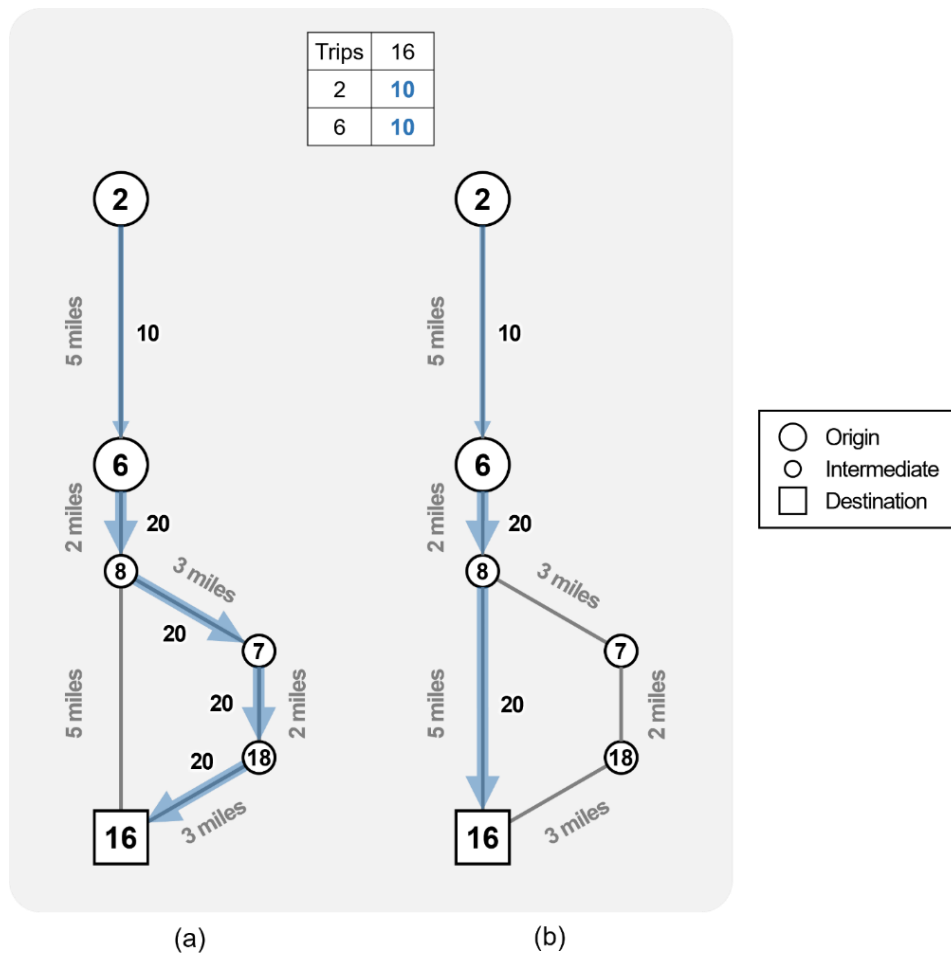 Trips 16
2 10
6 10
2
5 miles
10
6
2 miles
20
8
3 miles
20
7
5 miles
20
2 miles
20
18
3 miles
16
(a)
2
5 miles
10
6
2 miles
20
8
3 miles
7
5 miles
20
2 miles
18
3 miles
16
(b)
Origin
Intermediate
Destination